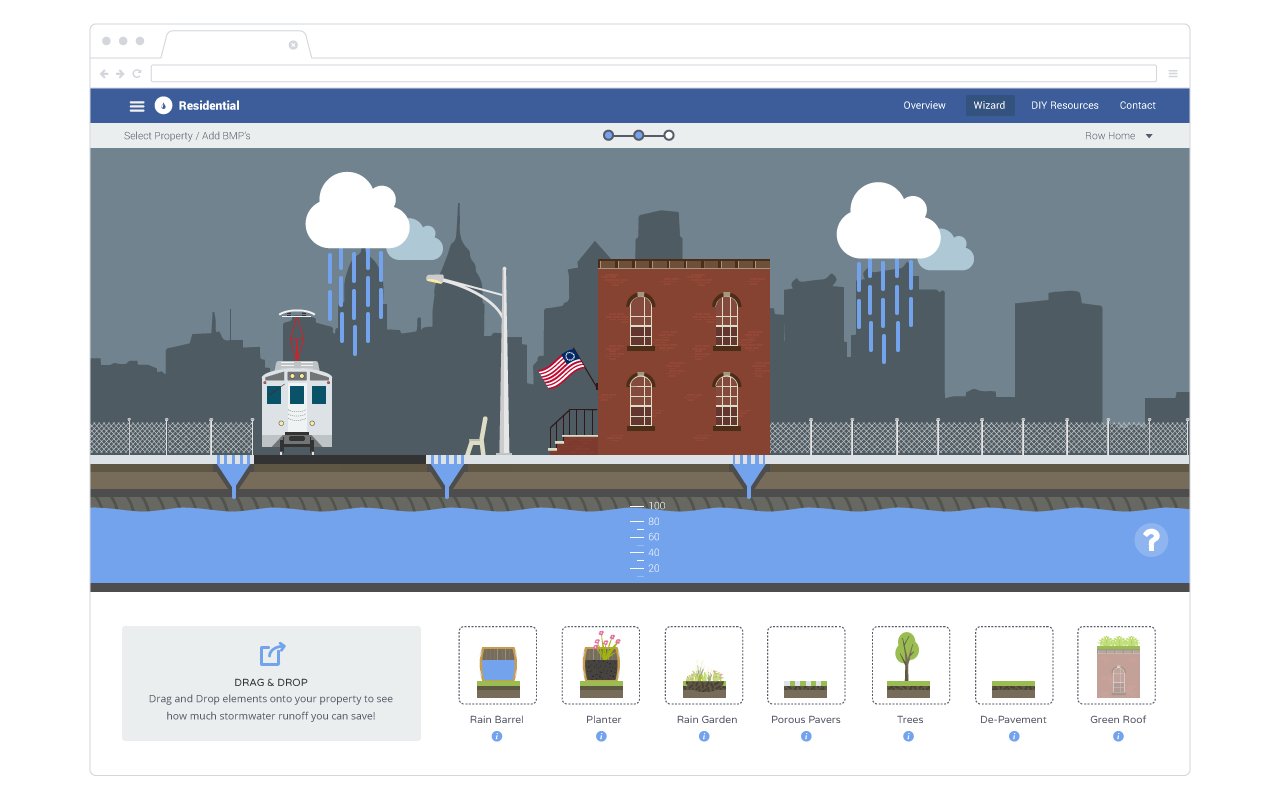 Residential
Overview
Wizard
DIY Resources
Contact
Select Property / Add BMP's
Row Home
100
80
60
40
20
?
DRAG & DROP
Drag and Drop elements onto your property to see
how much stormwater runoff you can save!
Rain Barrel
Planter
Rain Garden
Porous Pavers
Trees
De-Pavement
Green Roof
i
i
i
i
i
i
i